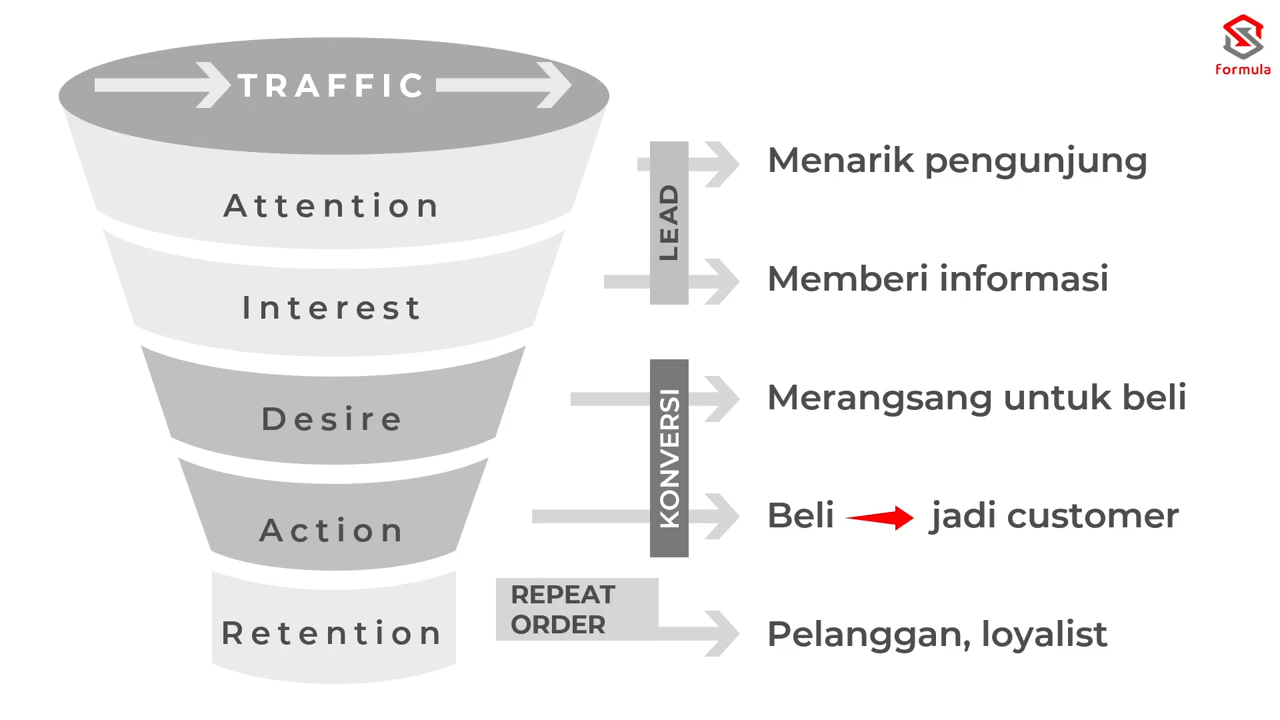 TRAFFIC
formula
Attention
LEAD
Menarik pengunjung
Interest
Memberi informasi
Desire
KONVERSI
Merangsang untuk beli
Action
Beli jadi customer
Retention
REPEAT
ORDER
Pelanggan, loyalist